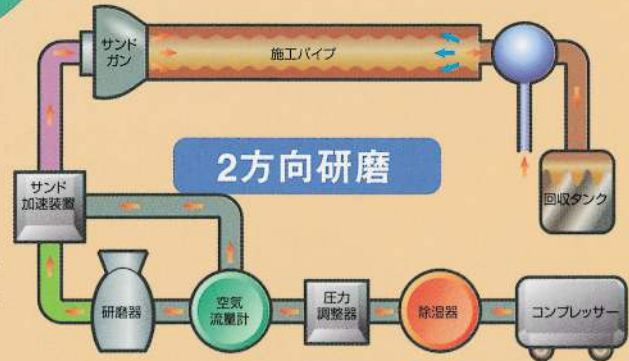 サンド
ガン
施工パイプ
2方向研磨
サンド
加速装置
回収タンク
研磨器
空気
流量計
圧力
調整器
除湿器
コンプレッサー